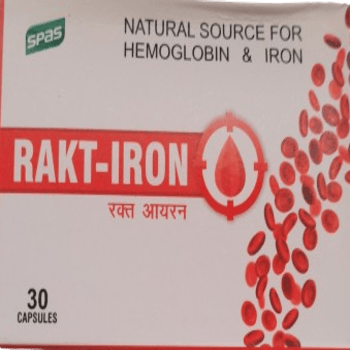 SPAS
NATURAL SOURCE FOR
HEMOGLOBIN & IRON
RAKT-IRON
रक्त आयरन
30
CAPSULES